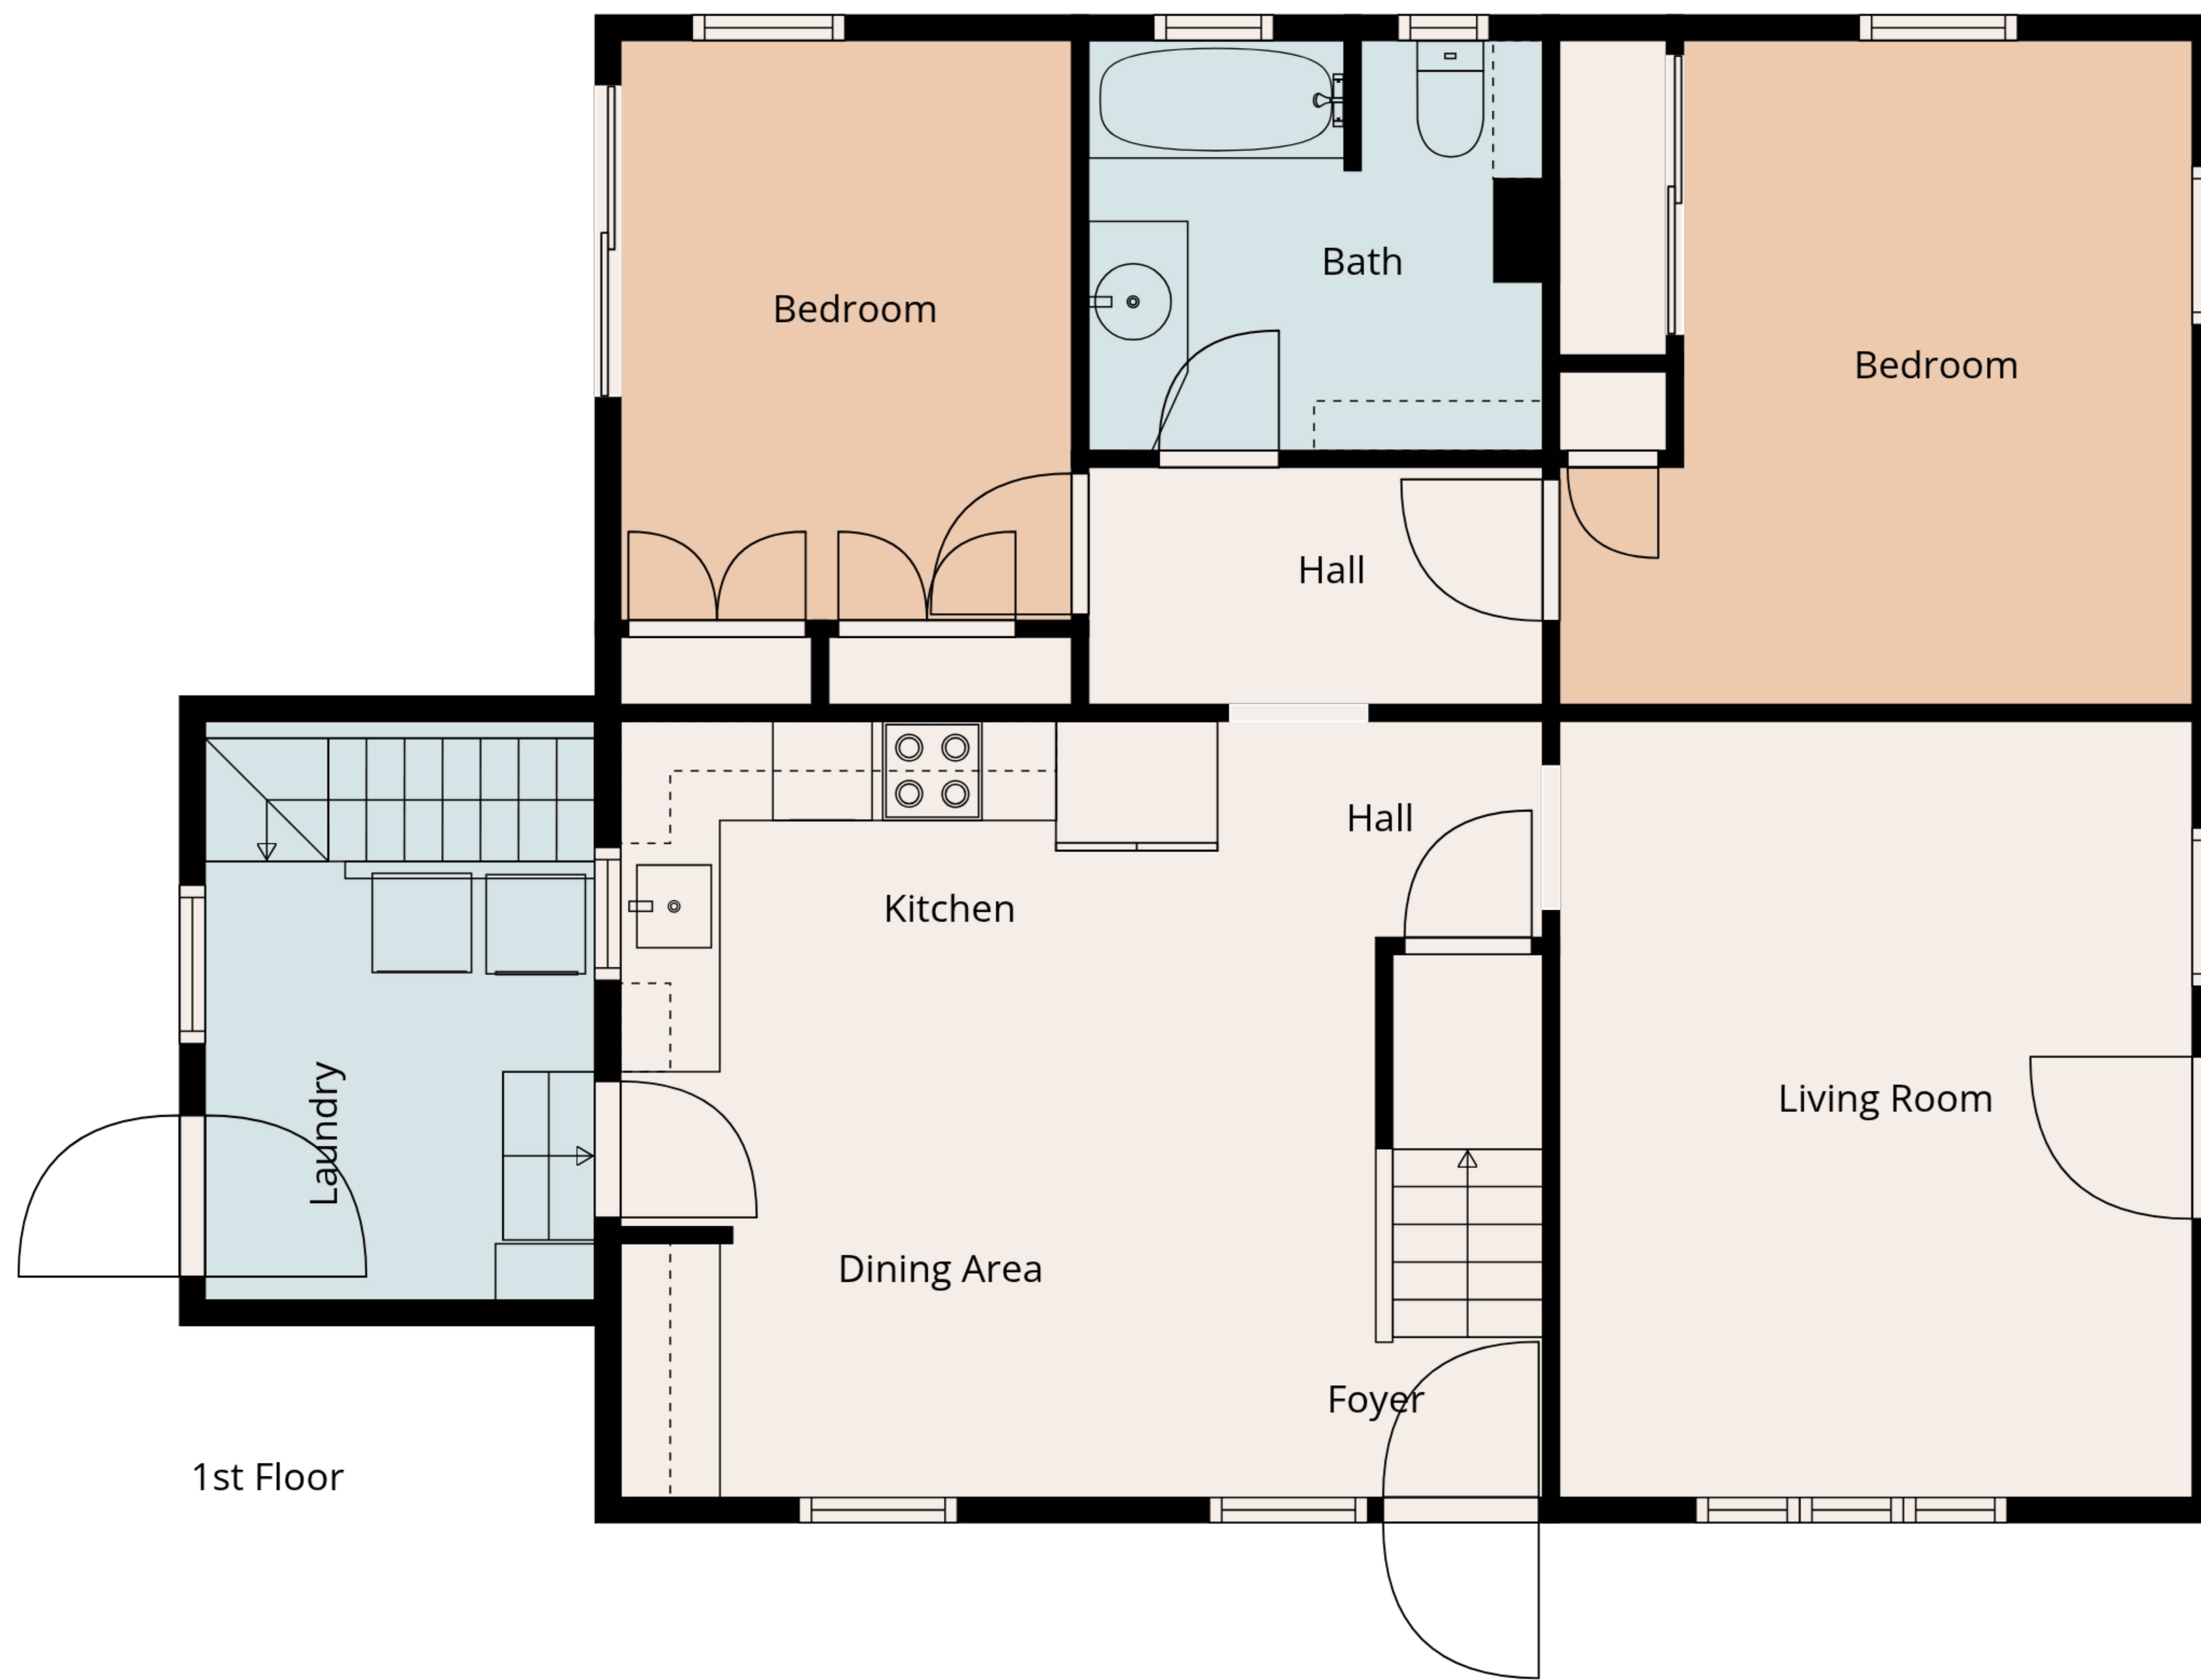 Bedroom
Bath
Bedroom
Hall
Hall
Kitchen
Living Room
Laundry
Dining Area
Foyer
1st Floor